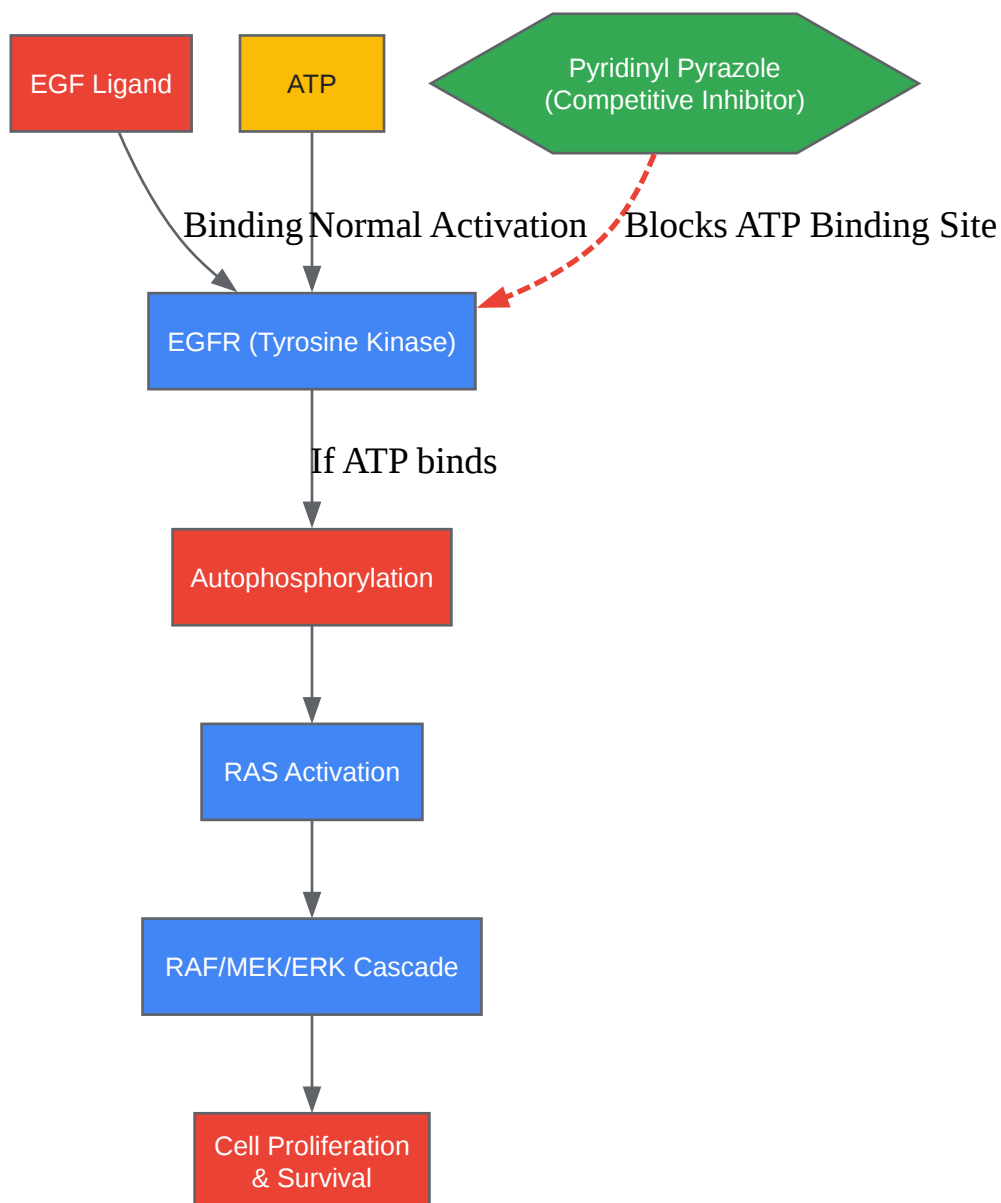 EGF Ligand
ATP
Pyridinyl Pyrazole
(Competitive Inhibitor)
Binding
Normal Activation
Blocks ATP Binding Site
EGFR (Tyrosine Kinase)
If ATP binds
Autophosphorylation
RAS Activation
RAF/MEK/ERK Cascade
Cell Proliferation
& Survival